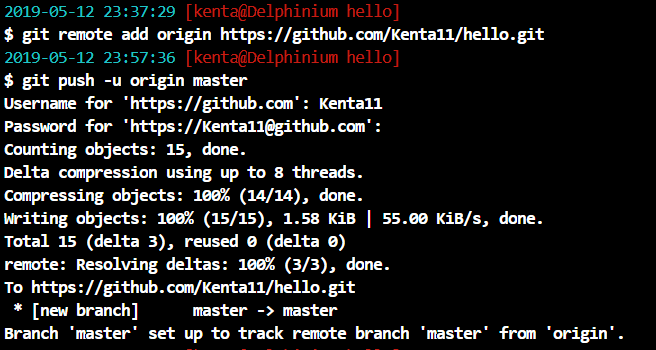 2019-05-12 23:37:29 [kenta@Delphinium hello]
$ git remote add origin https://github.com/Kenta11/hello.git
2019-05-12 23:57:36 [kenta@Delphinium hello]
$ git push -u origin master
Username for 'https://github.com': Kenta11
Password for 'https://Kenta11@github.com':
Counting objects: 15, done.
Delta compression using up to 8 threads.
Compressing objects: 100% (14/14), done.
Writing objects: 100% (15/15), 1.58 KiB | 55.00 KiB/s, done.
Total 15 (delta 3), reused 0 (delta 0)
remote: Resolving deltas: 100% (3/3), done.
To https://github.com/Kenta11/hello.git
 * [new branch]      master -> master
Branch 'master' set up to track remote branch 'master' from 'origin'.